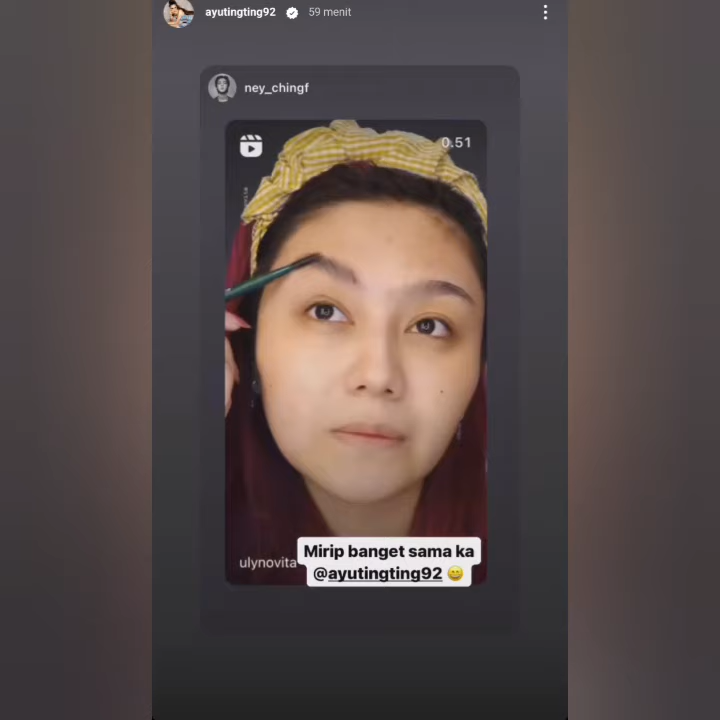 ayutingting92 59 menit
ney_chingf
0.51
ulynovita
Mirip banget sama ka
@ayutingting92 😄